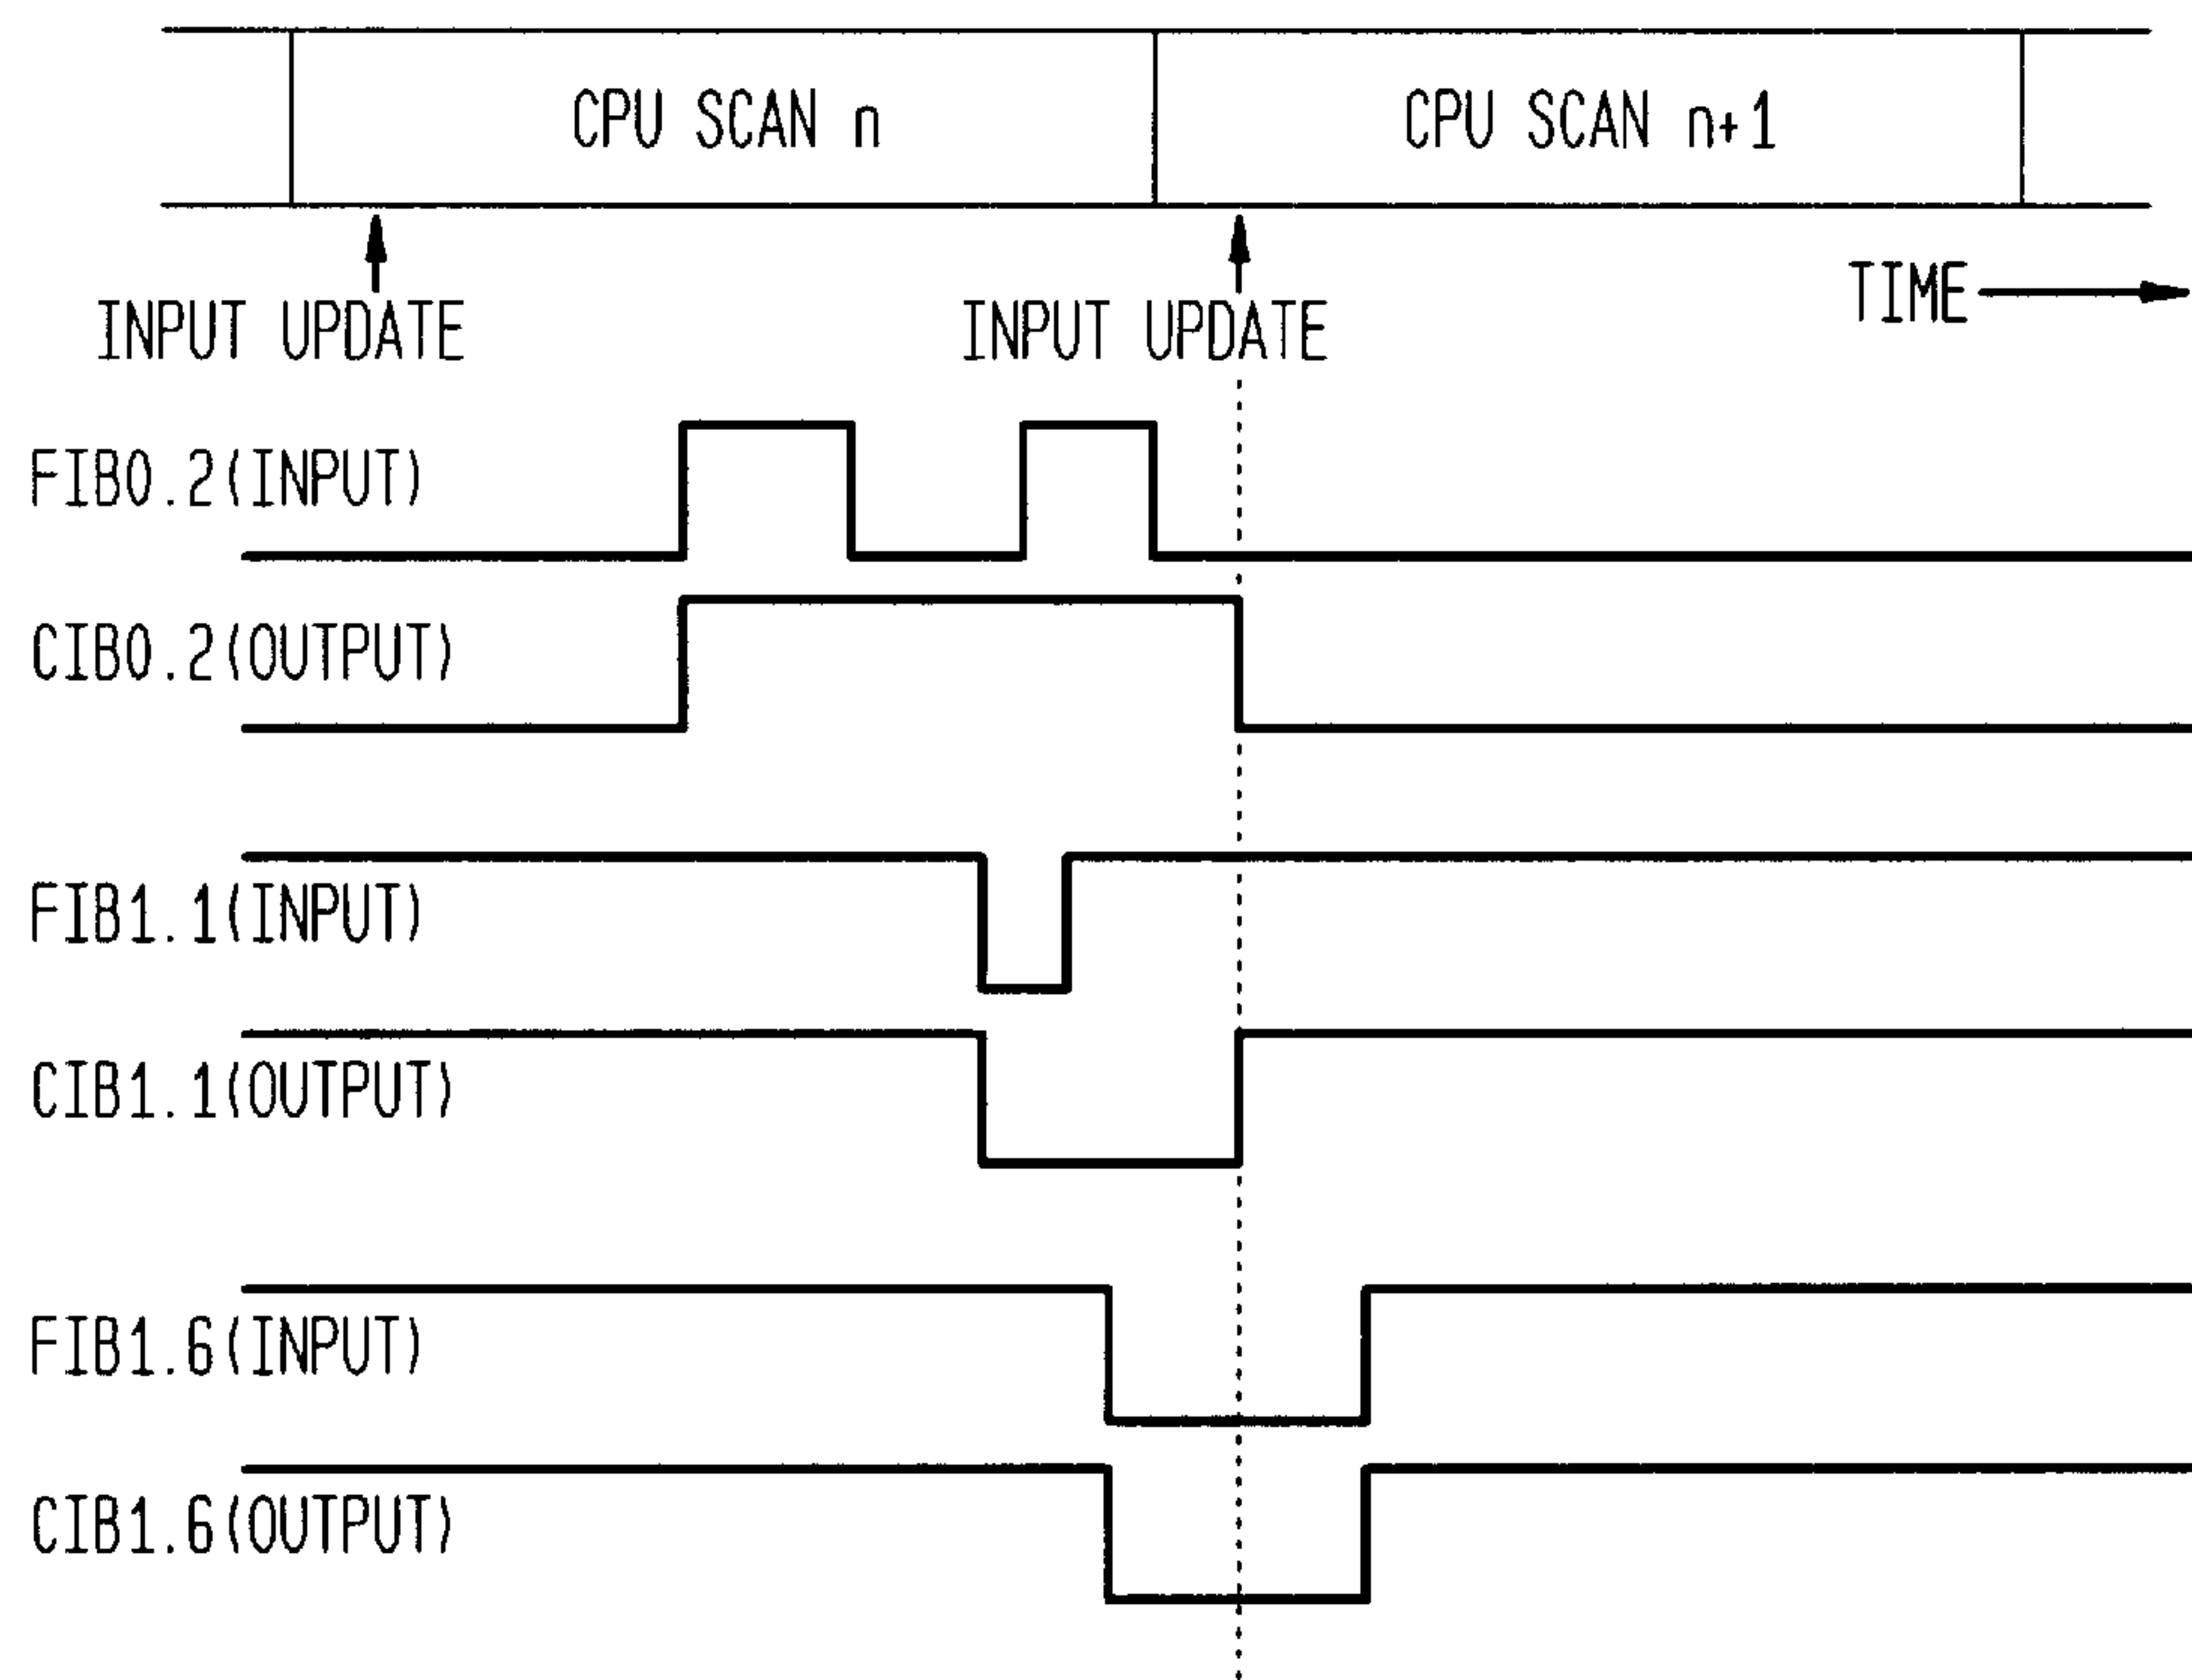 CPU SCAN n
CPU SCAN n+1
INPUT UPDATE
INPUT UPDATE
TIME
FIB0.2(INPUT)
CIB0.2(OUTPUT)
FIB1.1(INPUT)
CIB1.1(OUTPUT)
FIB1.6(INPUT)
CIB1.6(OUTPUT)